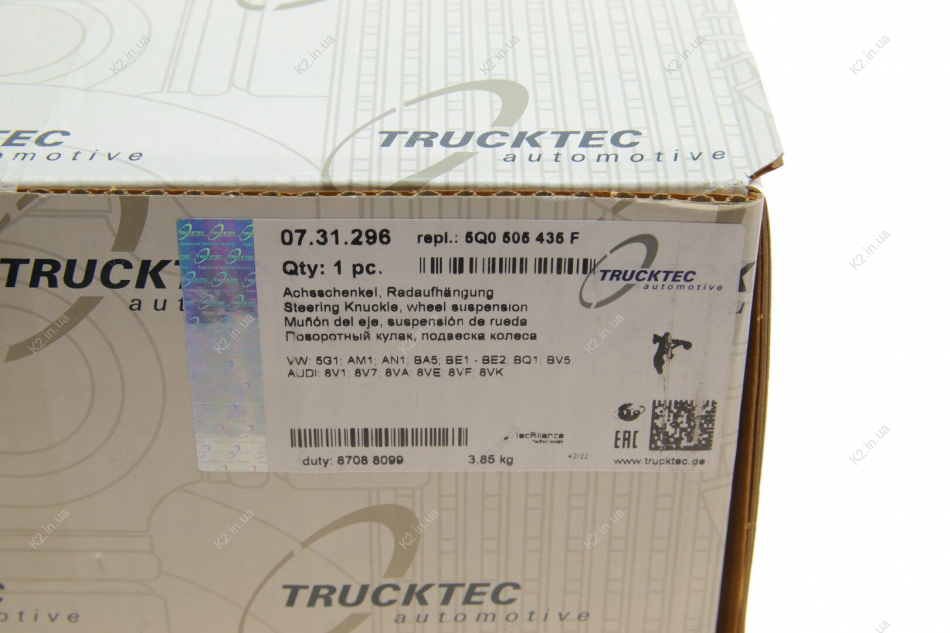 TRUCKTEC
automotive
TRUCKTEC
automotive
07.31.296 repl.: 5Q0 505 435 F
Qty: 1 pc.
TRUCKTEC
automotive
Achsschenkel, Radaufhängung
Steering Knuckle, wheel suspension
Muñón del eje, suspensión de rueda
Поворотный кулак, подвеска колеса
VW: 5G1; AM1; AN1; BA5; BE1 - BE2; BQ1; BV5
AUDI: 8V1; 8V7; 8VA; 8VE; 8VF; 8VK
TecAlliance
EAC
duty: 8708 8099 3,85 kg 42/22 www.trucktec.de
TRUCKTEC
automotive
K2.in.ua